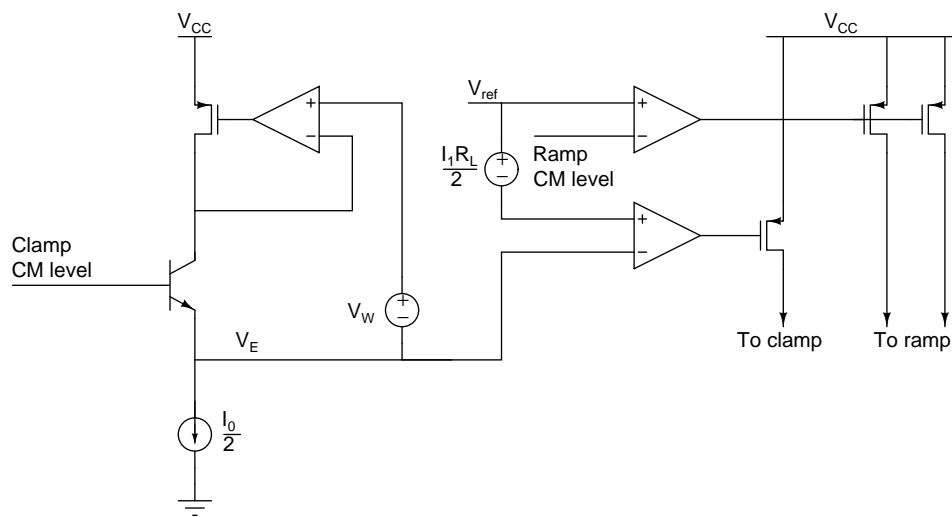 V_CC
V_CC
V_ref
+
−
+
−
I_1R_L
2
+
−
Ramp
CM level
+
−
Clamp
CM level
V_W
+
−
V_E
To clamp
To ramp
I_0
2